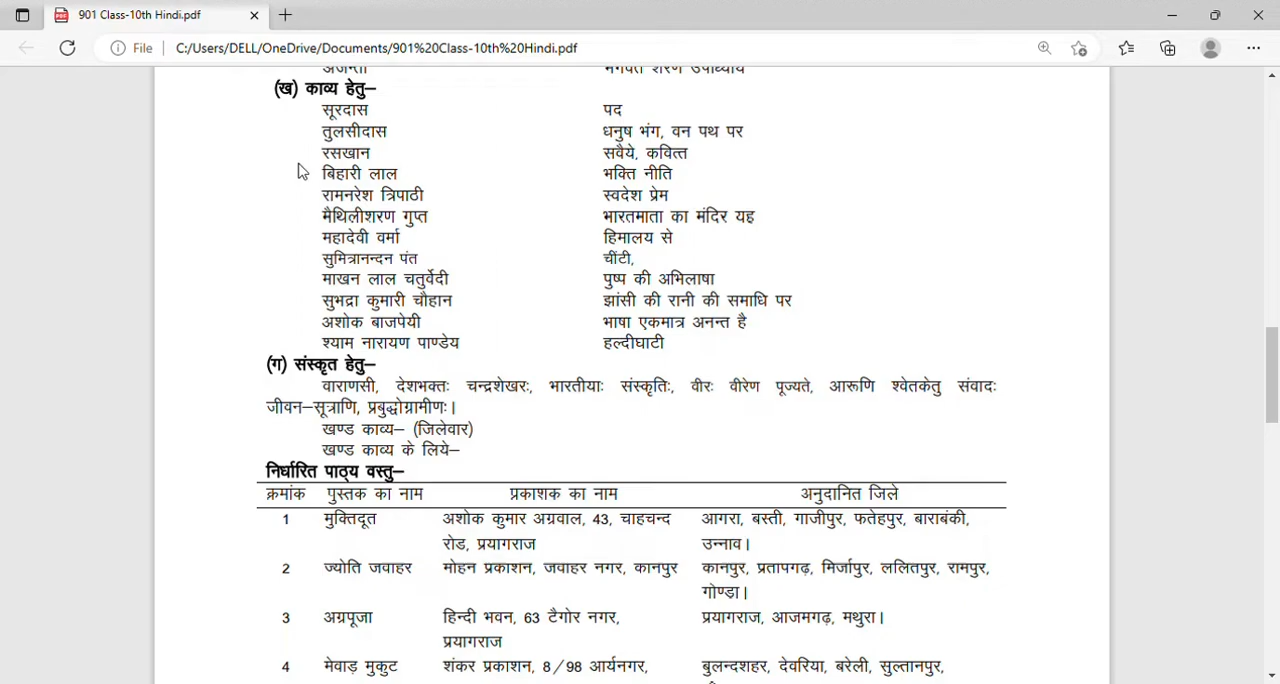 901 Class-10th Hindi.pdf
File C:/Users/DELL/OneDrive/Documents/901%20Class-10th%20Hindi.pdf
अजन्ता भगवत शरण उपाध्याय
(ख) काव्य हेतु–
सूरदास पद
तुलसीदास धनुष भंग, वन पथ पर
रसखान सवैये, कवित्त
बिहारी लाल भक्ति नीति
रामनरेश त्रिपाठी स्वदेश प्रेम
मैथिलीशरण गुप्त भारतमाता का मंदिर यह
महादेवी वर्मा हिमालय से
सुमित्रानन्दन पंत चींटी,
माखन लाल चतुर्वेदी पुष्प की अभिलाषा
सुभद्रा कुमारी चौहान झांसी की रानी की समाधि पर
अशोक बाजपेयी भाषा एकमात्र अनन्त है
श्याम नारायण पाण्डेय हल्दीघाटी
(ग) संस्कृत हेतु–
वाराणसी, देशभक्तः चन्द्रशेखरः, भारतीयाः संस्कृतिः, वीरः वीरेण पूज्यते, आरूणि श्वेतकेतु संवादः
जीवन–सूत्राणि, प्रबुद्धोग्रामीणः।
खण्ड काव्य– (जिलेवार)
खण्ड काव्य के लिये–
निर्धारित पाठ्य वस्तु–
क्रमांक पुस्तक का नाम प्रकाशक का नाम अनुदानित जिले
1 मुक्तिदूत अशोक कुमार अग्रवाल, 43, चाहचन्द आगरा, बस्ती, गाजीपुर, फतेहपुर, बाराबंकी,
रोड, प्रयागराज उन्नाव।
2 ज्योति जवाहर मोहन प्रकाशन, जवाहर नगर, कानपुर कानपुर, प्रतापगढ़, मिर्जापुर, ललितपुर, रामपुर,
गोण्डा।
3 अग्रपूजा हिन्दी भवन, 63 टैगोर नगर, प्रयागराज, आजमगढ़, मथुरा।
प्रयागराज
4 मेवाड़ मुकुट शंकर प्रकाशन, 8/98 आर्यनगर, बुलन्दशहर, देवरिया, बरेली, सुल्तानपुर,